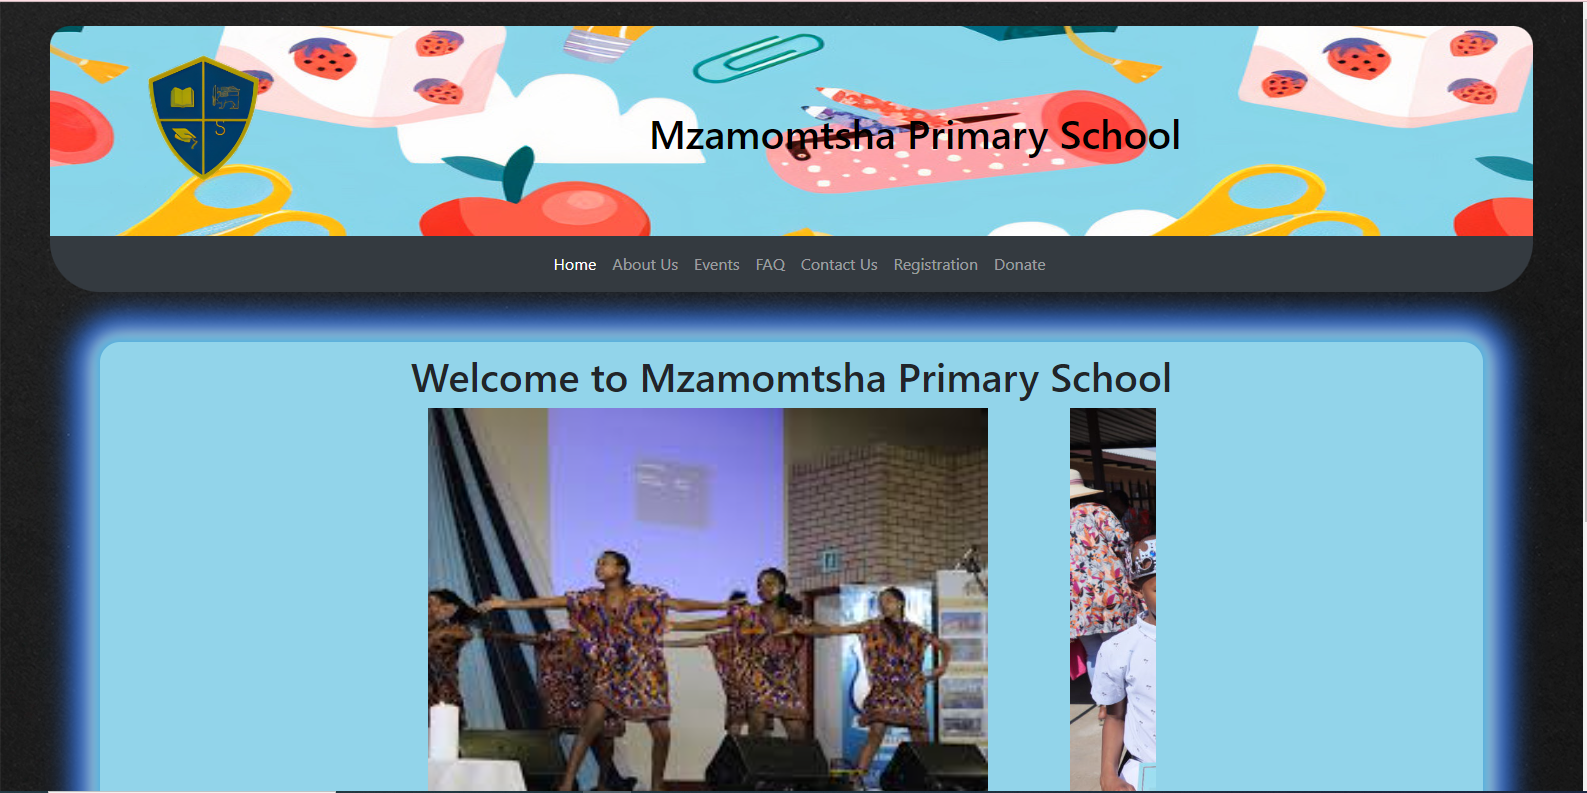 S
Mzamomtsha Primary School
Home About Us Events FAQ Contact Us Registration Donate
Welcome to Mzamomtsha Primary School